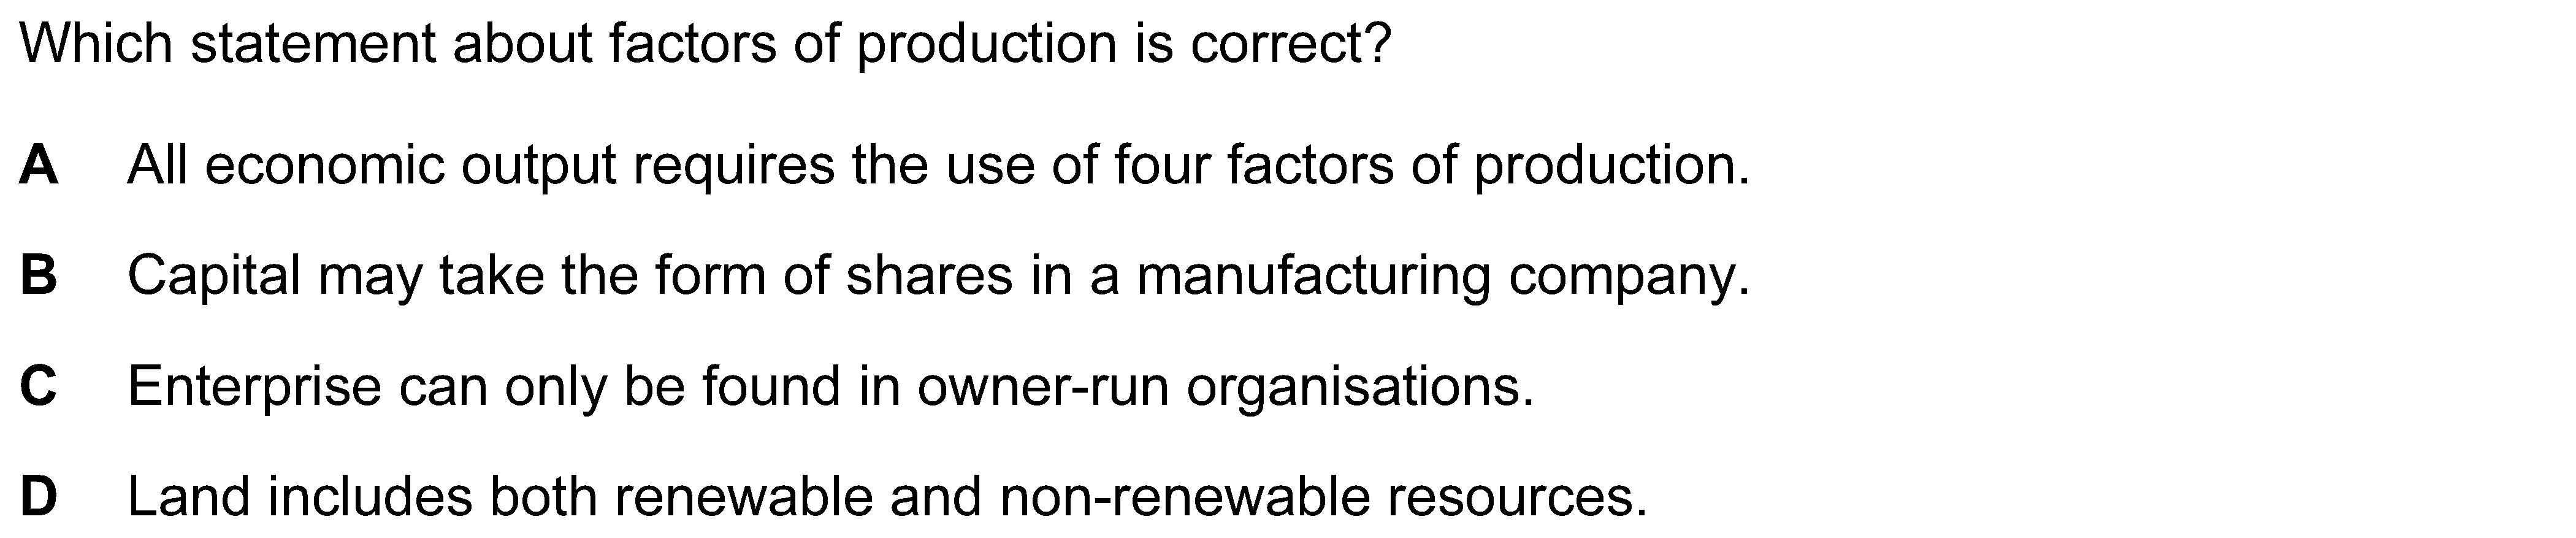 Which statement about factors of production is correct?
A All economic output requires the use of four factors of production.
B Capital may take the form of shares in a manufacturing company.
C Enterprise can only be found in owner-run organisations.
D Land includes both renewable and non-renewable resources.